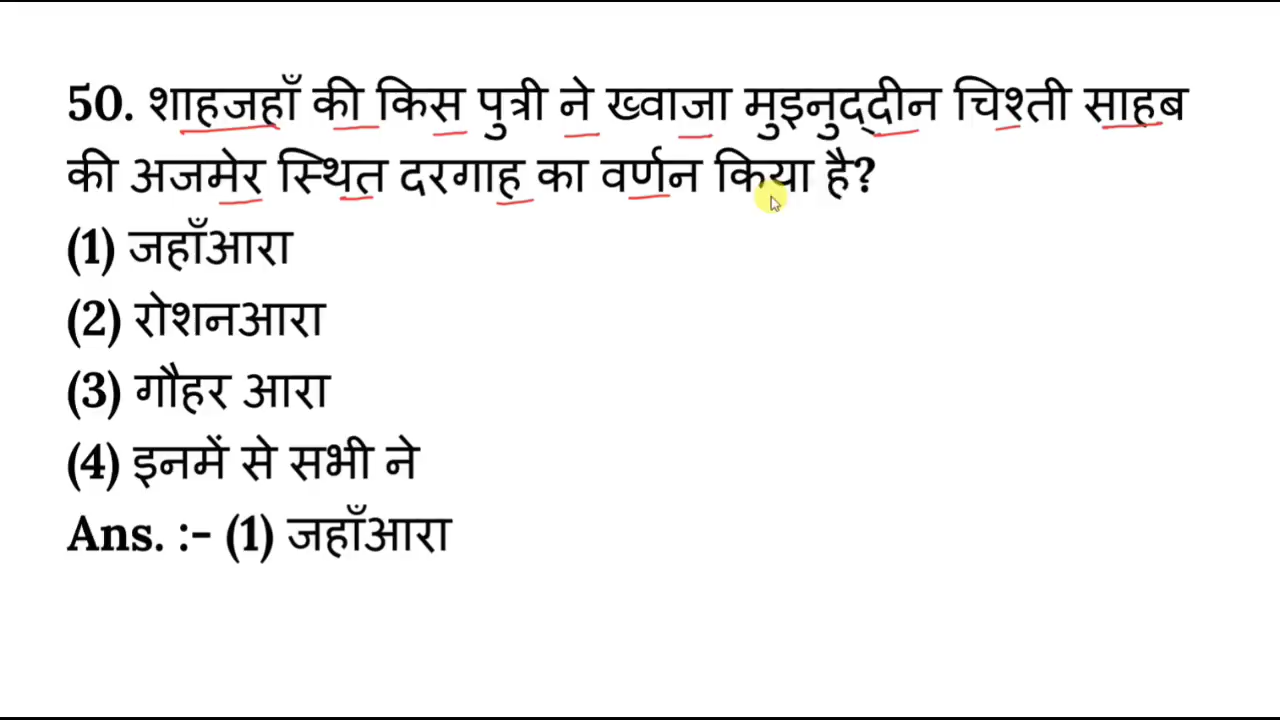 50. शाहजहाँ की किस पुत्री ने ख्वाजा मुइनुद्दीन चिश्ती साहब
की अजमेर स्थित दरगाह का वर्णन किया है?
(1) जहाँआरा
(2) रोशनआरा
(3) गौहर आरा
(4) इनमें से सभी ने
Ans. :- (1) जहाँआरा